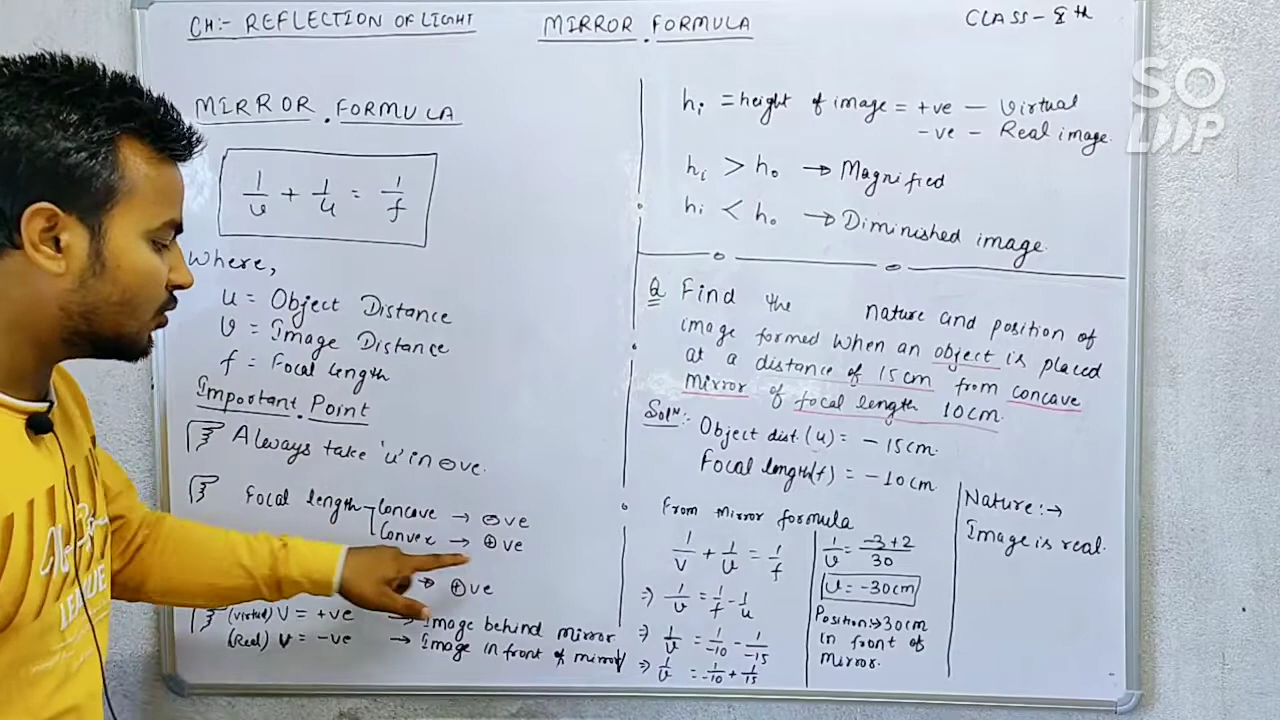 CH:- REFLECTION OF LIGHT
MIRROR FORMULA
CLASS - 8th
MIRROR FORMULA
1/v + 1/u = 1/f
Where,
u = Object Distance
v = Image Distance
f = Focal length
Important Point
Always take 'u' in ⊖ve.
Focal length
Concave → ⊖ve
Convex → ⊕ve
→ ⊕ve
(virtual) V = +ve → Image behind mirror
(Real) V = -ve → Image in front of mirror
hi = height of image = +ve – Virtual
-ve – Real image.
hi > ho → Magnified
hi < ho → Diminished image.
Q Find the nature and position of
image formed when an object is placed
at a distance of 15cm from concave
mirror of focal length 10cm.
Solⁿ:- Object dist. (u) = -15cm.
Focal length(f) = -10cm
From mirror formula
1/v + 1/u = 1/f
⇒ 1/v = 1/f - 1/u
⇒ 1/v = 1/-10 - 1/-15
⇒ 1/v = 1/-10 + 1/15
1/v = -3+2/30
v = -30cm
Position:→ 30cm
in front of
mirror.
Nature:→
Image is real.
SO
LOOP
LEAGUE